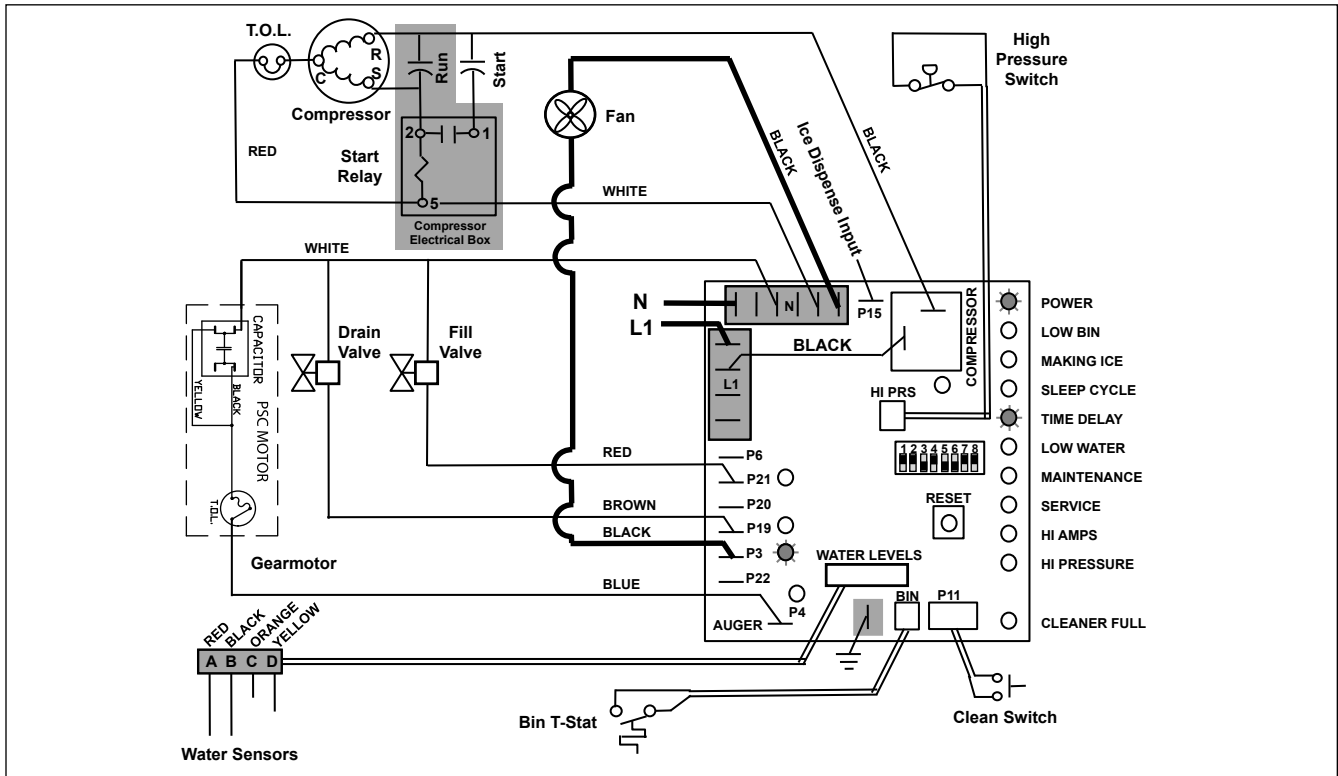 T.O.L.
R
S
C
Run
Start
Compressor
2
1
Start
Relay
RED
5
Compressor
Electrical Box
WHITE
WHITE
Fan
BLACK
Ice Dispense Input
BLACK
High
Pressure
Switch
CAPACITOR
YELLOW
BLACK
PSC MOTOR
T.O.L.
Gearmotor
Drain
Valve
Fill
Valve
N
N
L1
L1
BLACK
P15
COMPRESSOR
HI PRS
1 2 3 4 5 6 7 8
RESET
RED
BROWN
BLACK
BLUE
P6
P21
P20
P19
P3
P22
P4
AUGER
WATER LEVELS
BIN
P11
POWER
LOW BIN
MAKING ICE
SLEEP CYCLE
TIME DELAY
LOW WATER
MAINTENANCE
SERVICE
HI AMPS
HI PRESSURE
CLEANER FULL
RED
BLACK
ORANGE
YELLOW
A B C D
Water Sensors
Bin T-Stat
Clean Switch